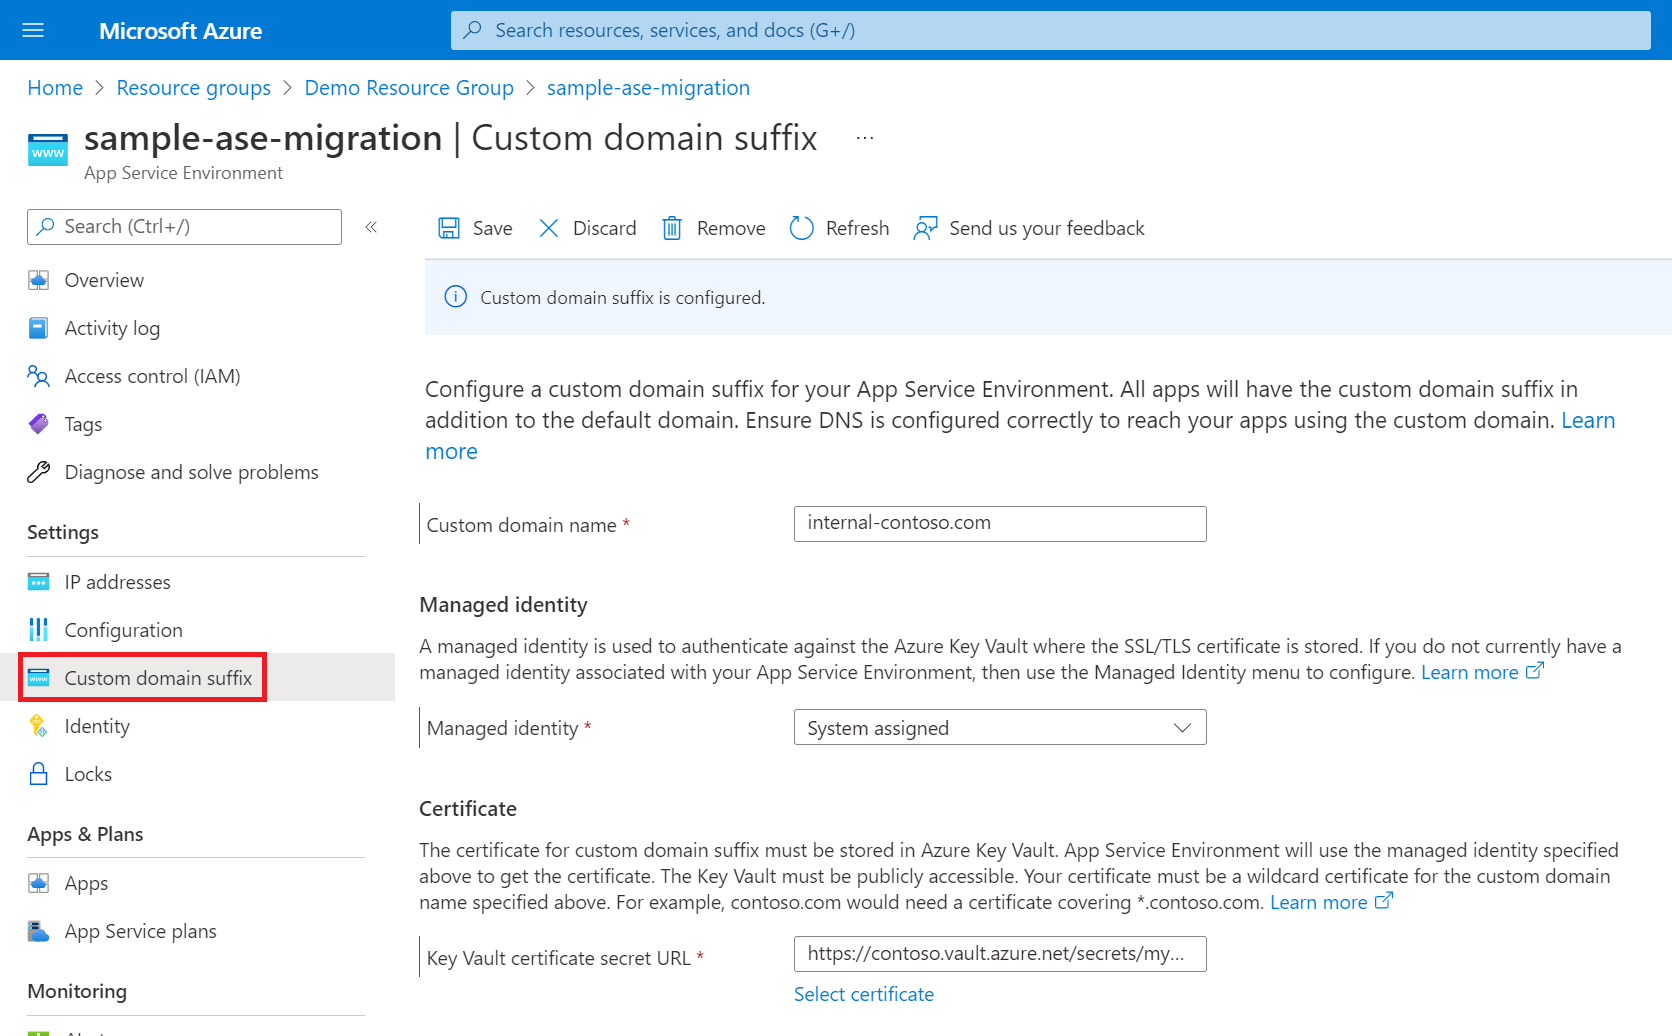 Microsoft Azure
Search resources, services, and docs (G+/)
Home > Resource groups > Demo Resource Group > sample-ase-migration
www
sample-ase-migration | Custom domain suffix ...
App Service Environment
Search (Ctrl+/) «
Overview
Activity log
Access control (IAM)
Tags
Diagnose and solve problems
Settings
IP addresses
Configuration
www
Custom domain suffix
Identity
Locks
Apps & Plans
Apps
App Service plans
Monitoring
Save Discard Remove Refresh Send us your feedback
Custom domain suffix is configured.
Configure a custom domain suffix for your App Service Environment. All apps will have the custom domain suffix in
addition to the default domain. Ensure DNS is configured correctly to reach your apps using the custom domain. Learn
more
Custom domain name * internal-contoso.com
Managed identity
A managed identity is used to authenticate against the Azure Key Vault where the SSL/TLS certificate is stored. If you do not currently have a
managed identity associated with your App Service Environment, then use the Managed Identity menu to configure. Learn more
Managed identity * System assigned
Certificate
The certificate for custom domain suffix must be stored in Azure Key Vault. App Service Environment will use the managed identity specified
above to get the certificate. The Key Vault must be publicly accessible. Your certificate must be a wildcard certificate for the custom domain
name specified above. For example, contoso.com would need a certificate covering *.contoso.com. Learn more
Key Vault certificate secret URL * https://contoso.vault.azure.net/secrets/my...
Select certificate